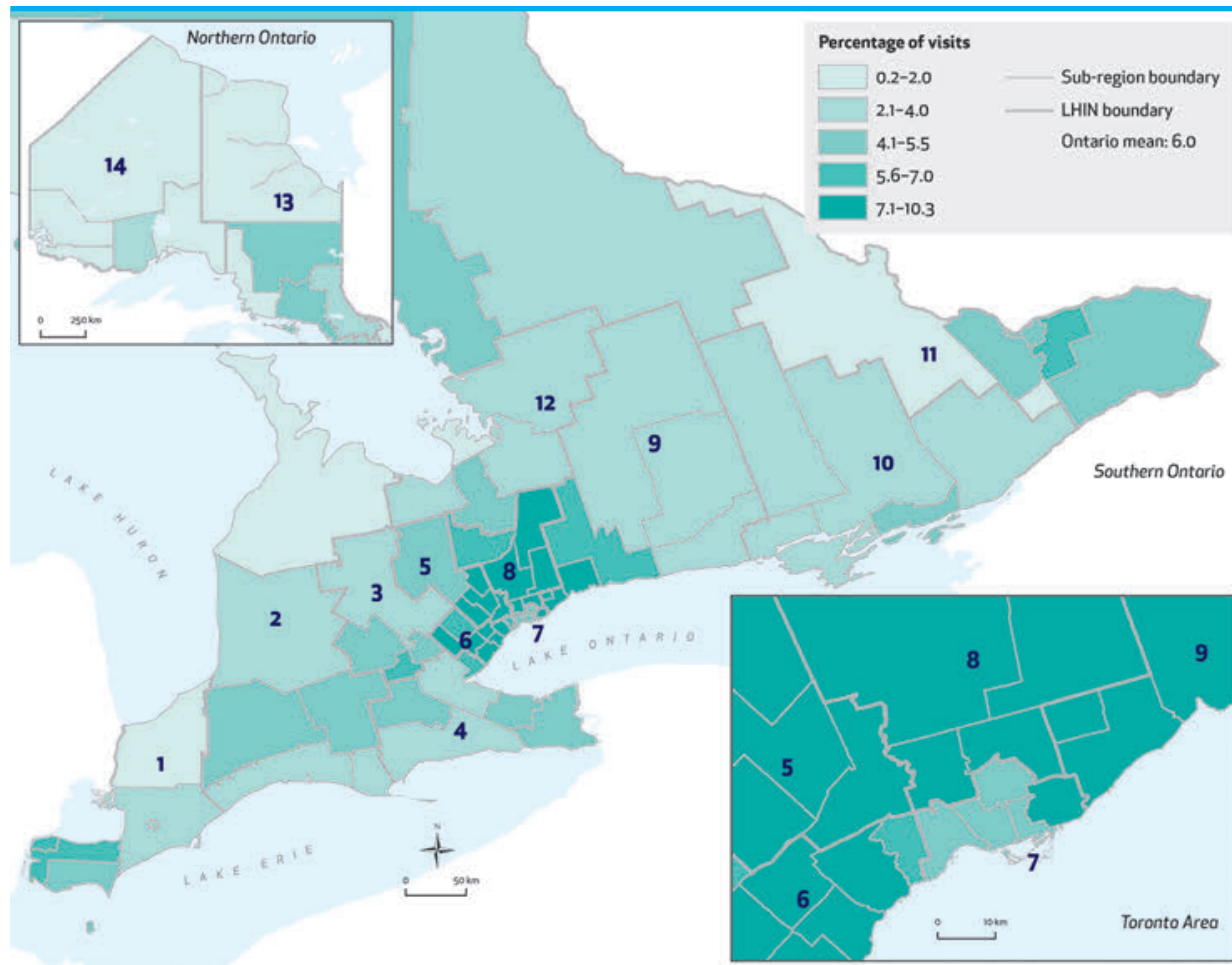 Northern Ontario
14
13
0
250 km
Percentage of visits
0.2–2.0
2.1–4.0
4.1–5.5
5.6–7.0
7.1–10.3
Sub-region boundary
LHIN boundary
Ontario mean: 6.0
11
12
9
10
Southern Ontario
LAKE HURON
5
8
3
2
6
7
LAKE ONTARIO
4
1
LAKE ERIE
N
0
50 km
8
9
5
7
6
0
10 km
Toronto Area